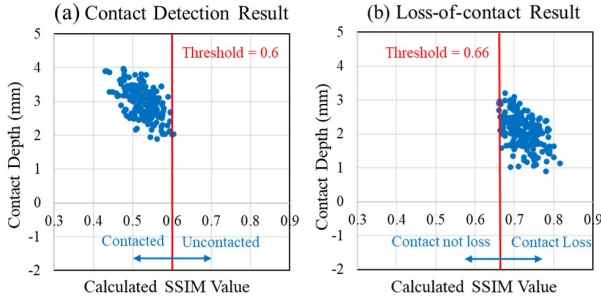 (a) Contact Detection Result
Threshold = 0.6
Contact Depth (mm)
5
4
3
2
1
0
-1
-2
0.3 0.4 0.5 0.6 0.7 0.8 0.9
Contacted Uncontacted
Calculated SSIM Value
(b) Loss-of-contact Result
Threshold = 0.66
Contact Depth (mm)
5
4
3
2
1
0
-1
-2
0.3 0.4 0.5 0.6 0.7 0.8 0.9
Contact not loss Contact Loss
Calculated SSIM Value